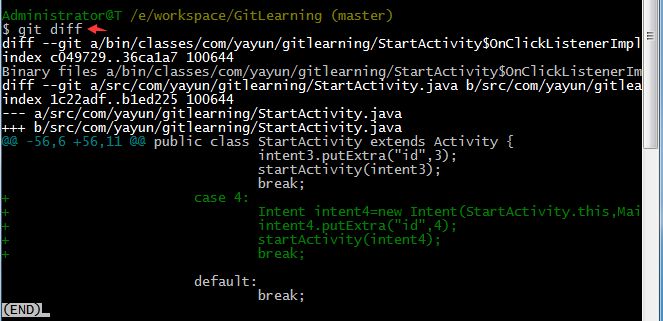 Administrator@T /e/workspace/GitLearning (master)
$ git diff
diff --git a/bin/classes/com/yayun/gitlearning/StartActivity$OnClickListenerImpl
index c049729..36ca1a7 100644
Binary files a/bin/classes/com/yayun/gitlearning/StartActivity$OnClickListenerIm
diff --git a/src/com/yayun/gitlearning/StartActivity.java b/src/com/yayun/gitlea
index 1c22adf..b1ed225 100644
--- a/src/com/yayun/gitlearning/StartActivity.java
+++ b/src/com/yayun/gitlearning/StartActivity.java
@@ -56,6 +56,11 @@ public class StartActivity extends Activity {
intent3.putExtra("id",3);
startActivity(intent3);
break;
+ case 4:
+ Intent intent4=new Intent(StartActivity.this,Mai
+ intent4.putExtra("id",4);
+ startActivity(intent4);
+ break;
default:
break;
(END)